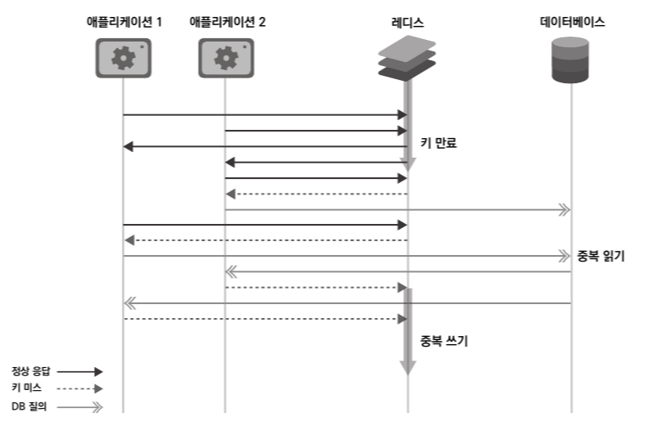 애플리케이션 1
애플리케이션 2
레디스
데이터베이스
키 만료
중복 읽기
중복 쓰기
정상 응답
키 미스
DB 질의